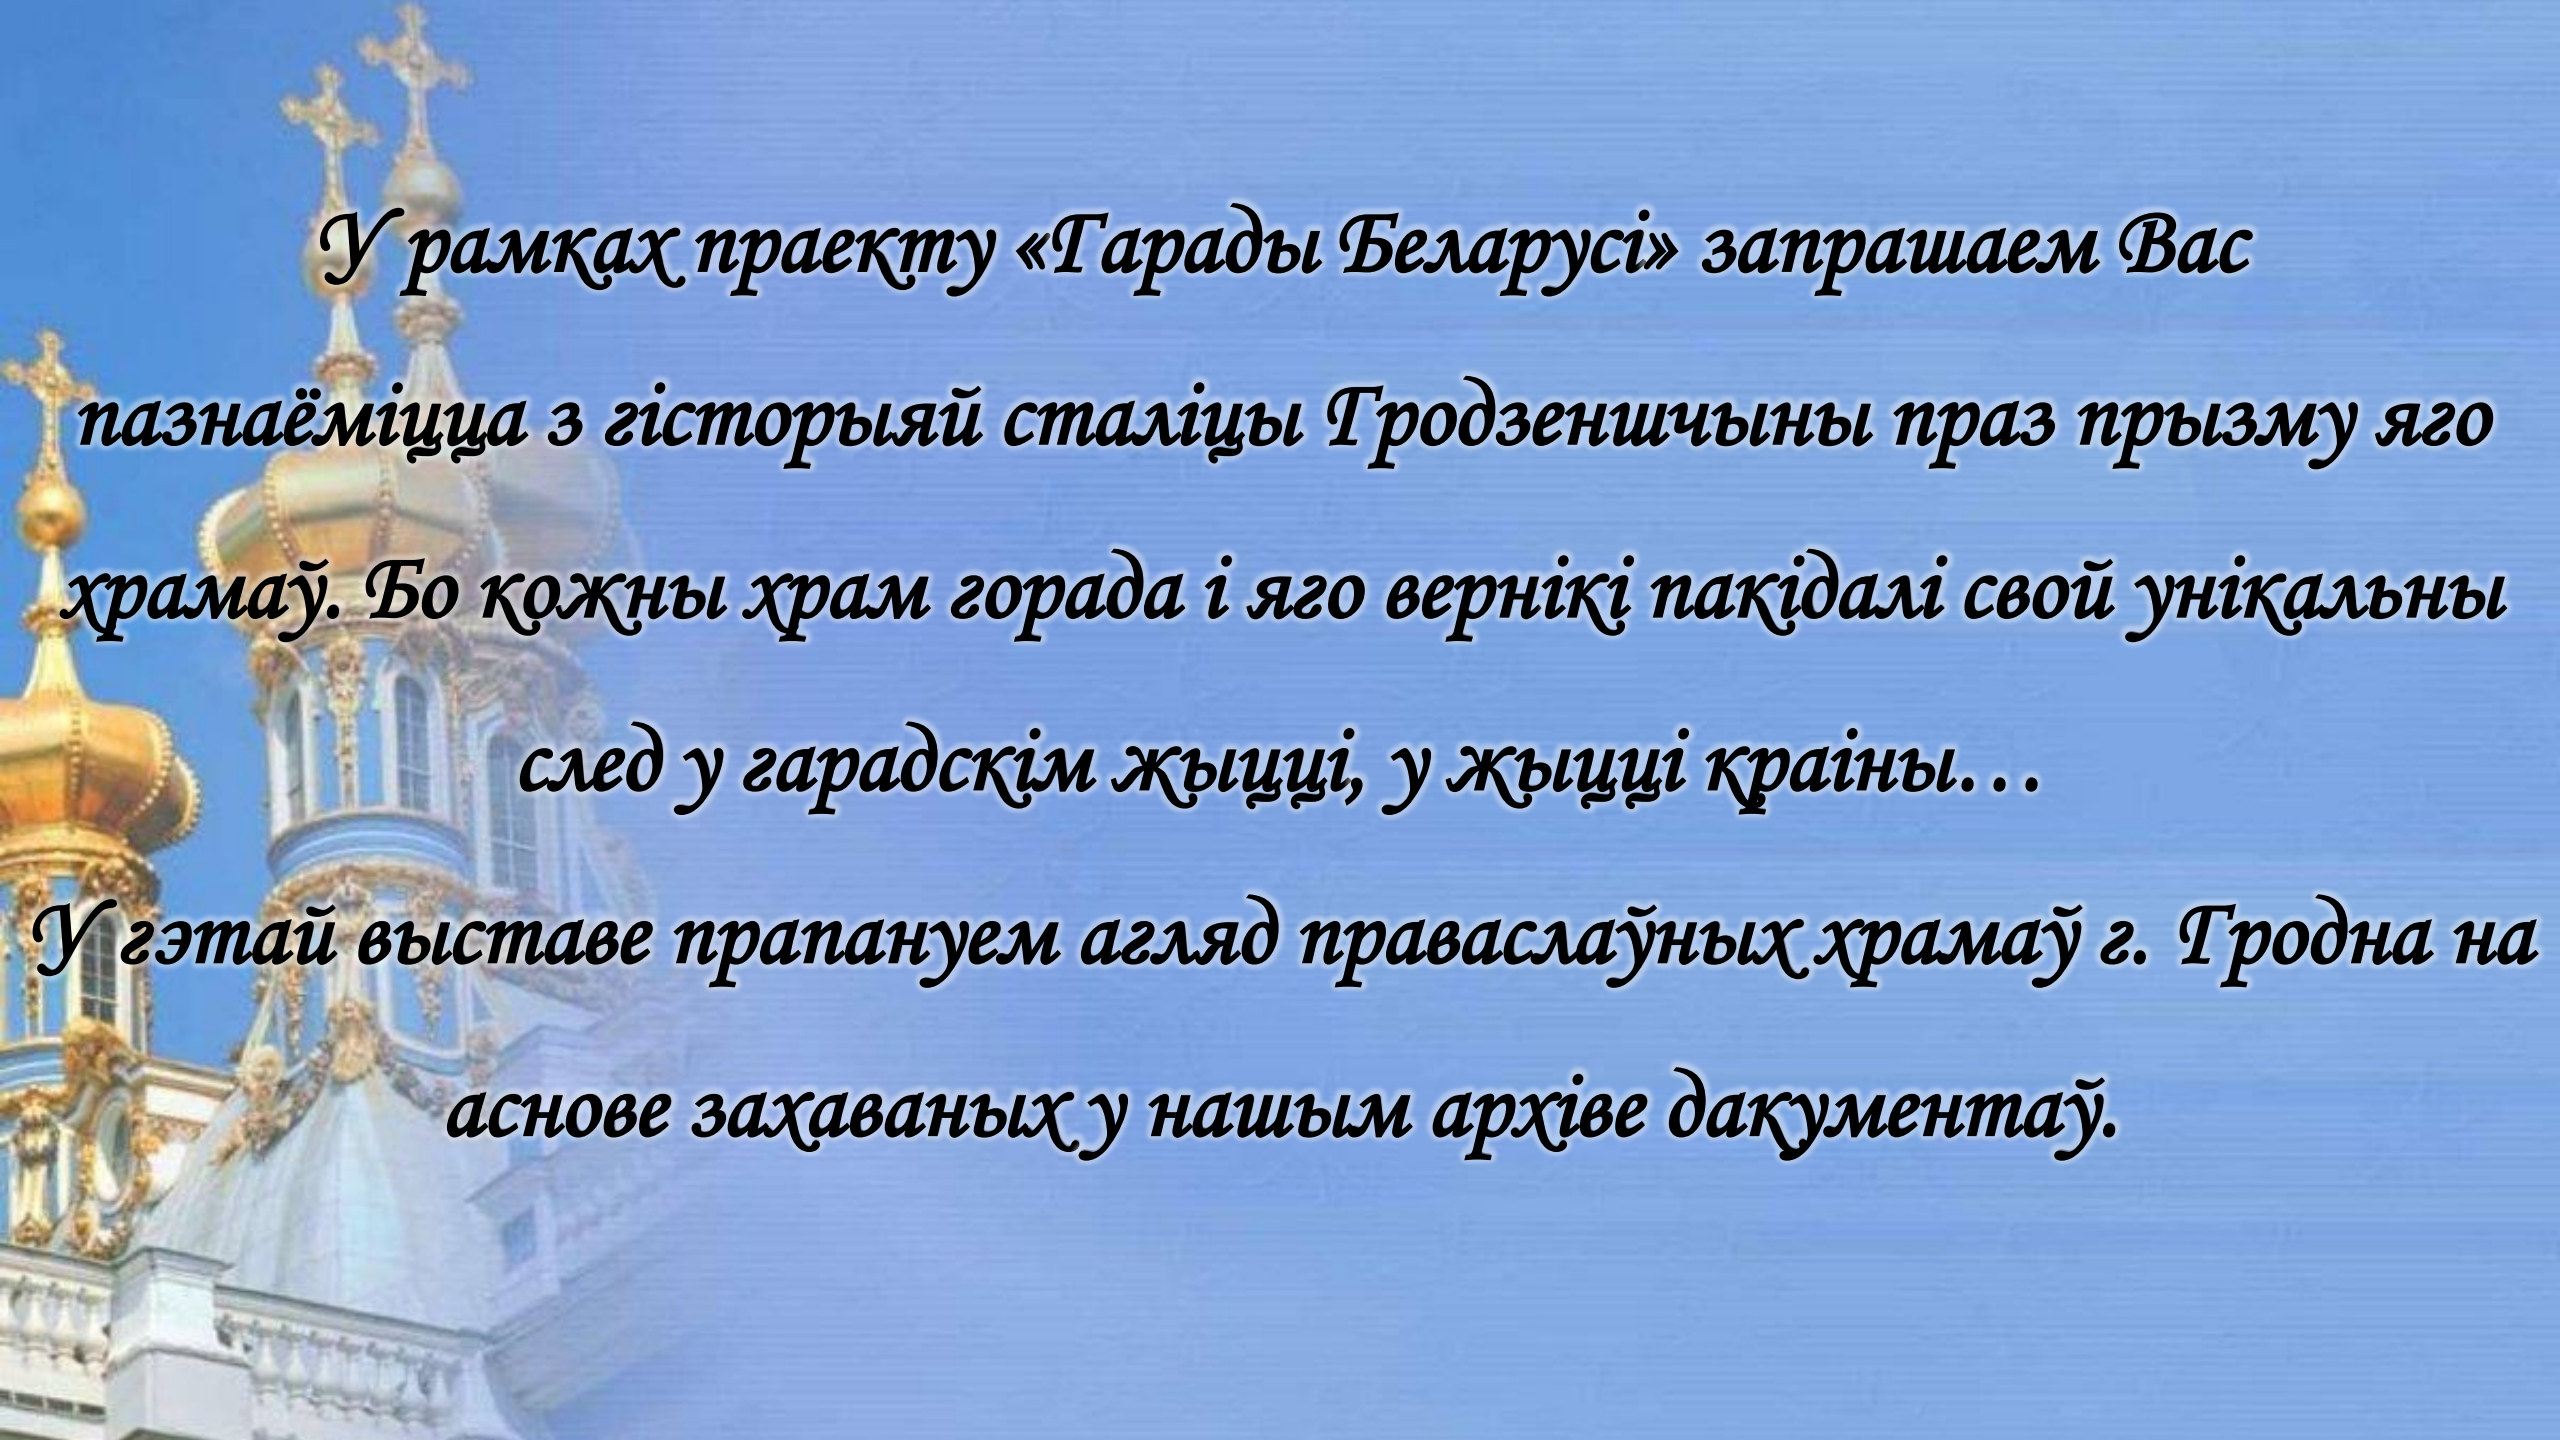 У рамках праекту «Гарады Беларусі» запрашаем Вас
пазнаёміцца з гісторыяй сталіцы Гродзеншчыны праз прызму яго
храмаў. Бо кожны храм горада і яго вернікі пакідалі свой унікальны
след у гарадскім жыцці, у жыцці краіны…
У гэтай выставе прапануем агляд праваслаўных храмаў г. Гродна на
аснове захаваных у нашым архіве дакументаў.